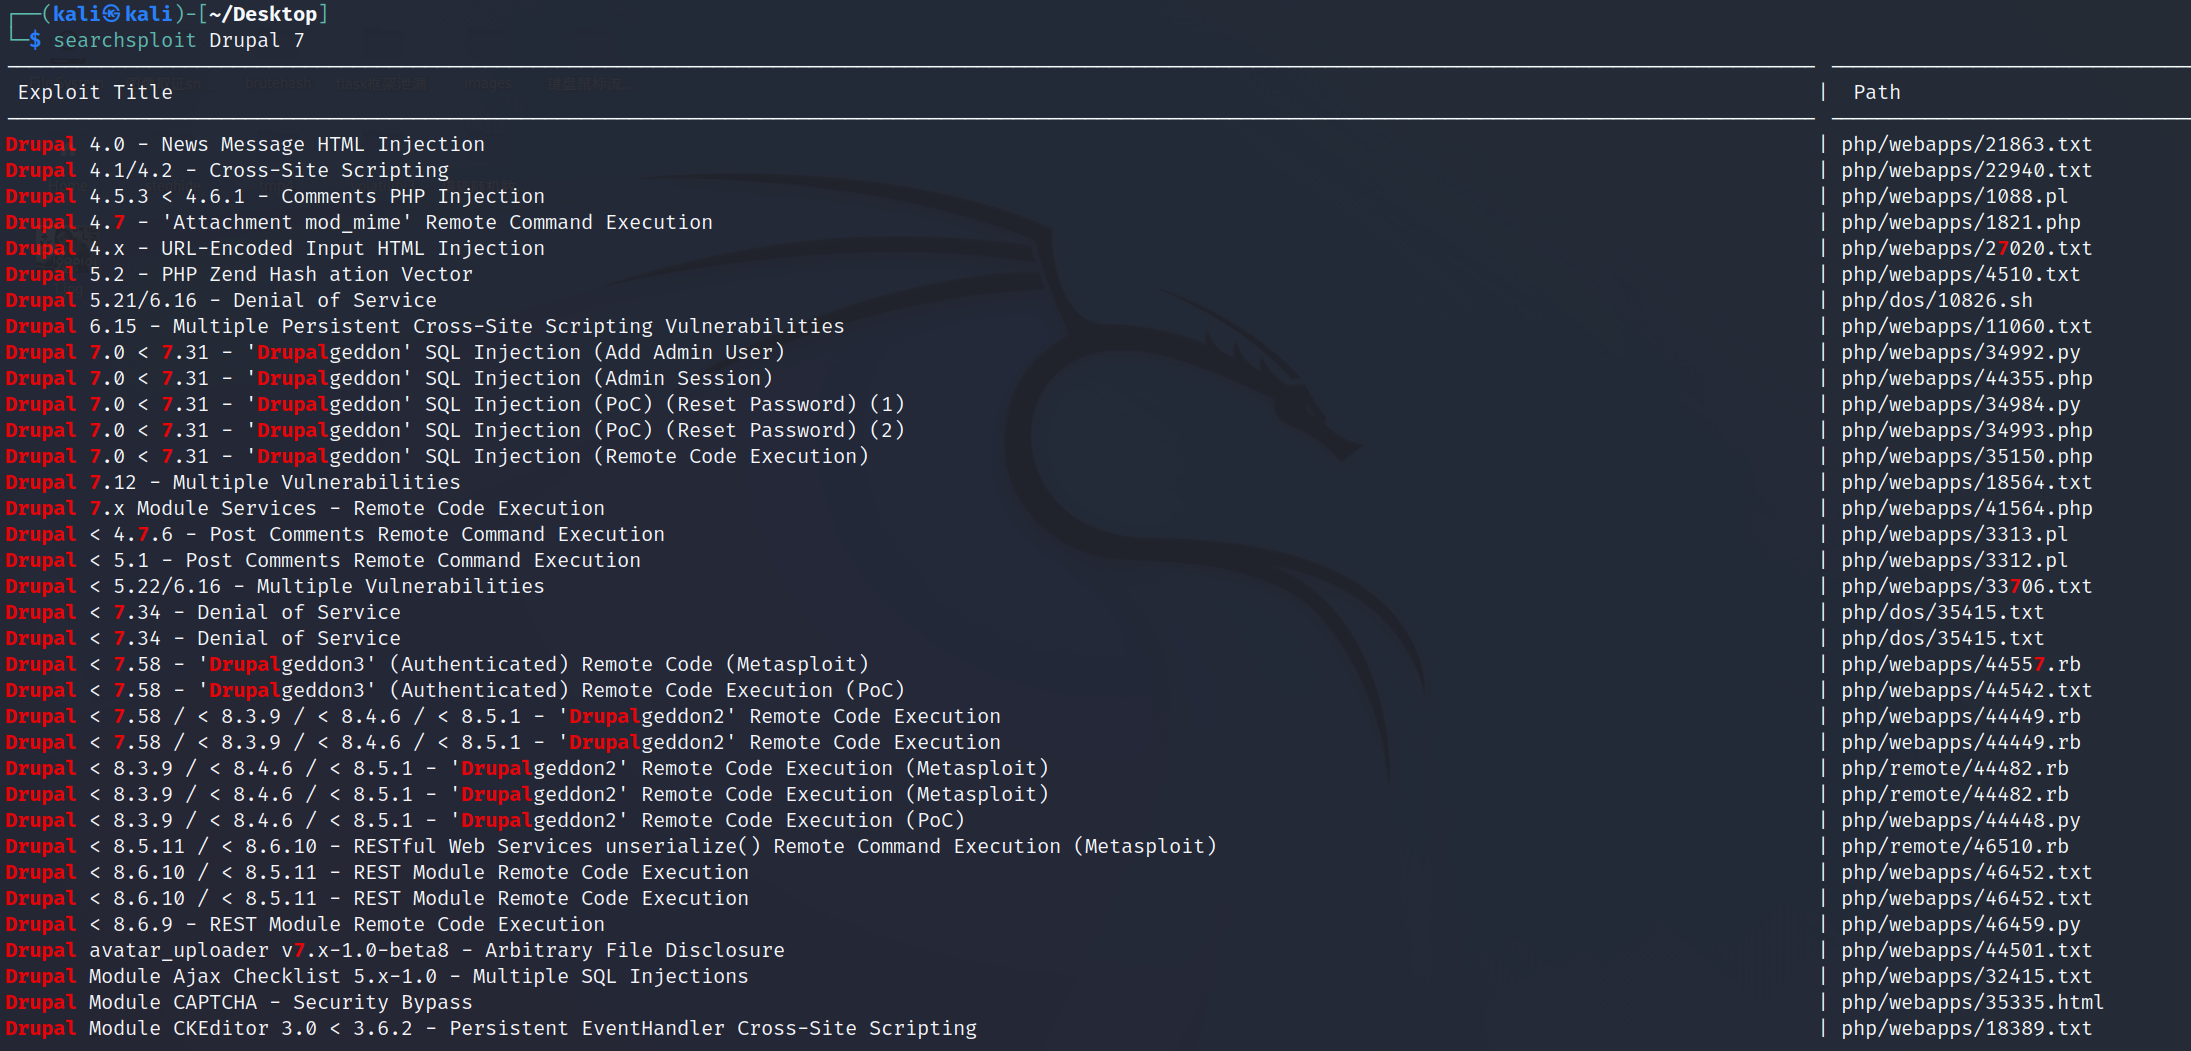 ┌──(kali㉿kali)-[~/Desktop]
└─$ searchsploit Drupal 7
Exploit Title | Path
Drupal 4.0 - News Message HTML Injection | php/webapps/21863.txt
Drupal 4.1/4.2 - Cross-Site Scripting | php/webapps/22940.txt
Drupal 4.5.3 < 4.6.1 - Comments PHP Injection | php/webapps/1088.pl
Drupal 4.7 - 'Attachment mod_mime' Remote Command Execution | php/webapps/1821.php
Drupal 4.x - URL-Encoded Input HTML Injection | php/webapps/27020.txt
Drupal 5.2 - PHP Zend Hash ation Vector | php/webapps/4510.txt
Drupal 5.21/6.16 - Denial of Service | php/dos/10826.sh
Drupal 6.15 - Multiple Persistent Cross-Site Scripting Vulnerabilities | php/webapps/11060.txt
Drupal 7.0 < 7.31 - 'Drupalgeddon' SQL Injection (Add Admin User) | php/webapps/34992.py
Drupal 7.0 < 7.31 - 'Drupalgeddon' SQL Injection (Admin Session) | php/webapps/44355.php
Drupal 7.0 < 7.31 - 'Drupalgeddon' SQL Injection (PoC) (Reset Password) (1) | php/webapps/34984.py
Drupal 7.0 < 7.31 - 'Drupalgeddon' SQL Injection (PoC) (Reset Password) (2) | php/webapps/34993.php
Drupal 7.0 < 7.31 - 'Drupalgeddon' SQL Injection (Remote Code Execution) | php/webapps/35150.php
Drupal 7.12 - Multiple Vulnerabilities | php/webapps/18564.txt
Drupal 7.x Module Services - Remote Code Execution | php/webapps/41564.php
Drupal < 4.7.6 - Post Comments Remote Command Execution | php/webapps/3313.pl
Drupal < 5.1 - Post Comments Remote Command Execution | php/webapps/3312.pl
Drupal < 5.22/6.16 - Multiple Vulnerabilities | php/webapps/33706.txt
Drupal < 7.34 - Denial of Service | php/dos/35415.txt
Drupal < 7.34 - Denial of Service | php/dos/35415.txt
Drupal < 7.58 - 'Drupalgeddon3' (Authenticated) Remote Code (Metasploit) | php/webapps/44557.rb
Drupal < 7.58 - 'Drupalgeddon3' (Authenticated) Remote Code Execution (PoC) | php/webapps/44542.txt
Drupal < 7.58 / < 8.3.9 / < 8.4.6 / < 8.5.1 - 'Drupalgeddon2' Remote Code Execution | php/webapps/44449.rb
Drupal < 7.58 / < 8.3.9 / < 8.4.6 / < 8.5.1 - 'Drupalgeddon2' Remote Code Execution | php/webapps/44449.rb
Drupal < 8.3.9 / < 8.4.6 / < 8.5.1 - 'Drupalgeddon2' Remote Code Execution (Metasploit) | php/remote/44482.rb
Drupal < 8.3.9 / < 8.4.6 / < 8.5.1 - 'Drupalgeddon2' Remote Code Execution (Metasploit) | php/remote/44482.rb
Drupal < 8.3.9 / < 8.4.6 / < 8.5.1 - 'Drupalgeddon2' Remote Code Execution (PoC) | php/webapps/44448.py
Drupal < 8.5.11 / < 8.6.10 - RESTful Web Services unserialize() Remote Command Execution (Metasploit) | php/remote/46510.rb
Drupal < 8.6.10 / < 8.5.11 - REST Module Remote Code Execution | php/webapps/46452.txt
Drupal < 8.6.10 / < 8.5.11 - REST Module Remote Code Execution | php/webapps/46452.txt
Drupal < 8.6.9 - REST Module Remote Code Execution | php/webapps/46459.py
Drupal avatar_uploader v7.x-1.0-beta8 - Arbitrary File Disclosure | php/webapps/44501.txt
Drupal Module Ajax Checklist 5.x-1.0 - Multiple SQL Injections | php/webapps/32415.txt
Drupal Module CAPTCHA - Security Bypass | php/webapps/35335.html
Drupal Module CKEditor 3.0 < 3.6.2 - Persistent EventHandler Cross-Site Scripting | php/webapps/18389.txt